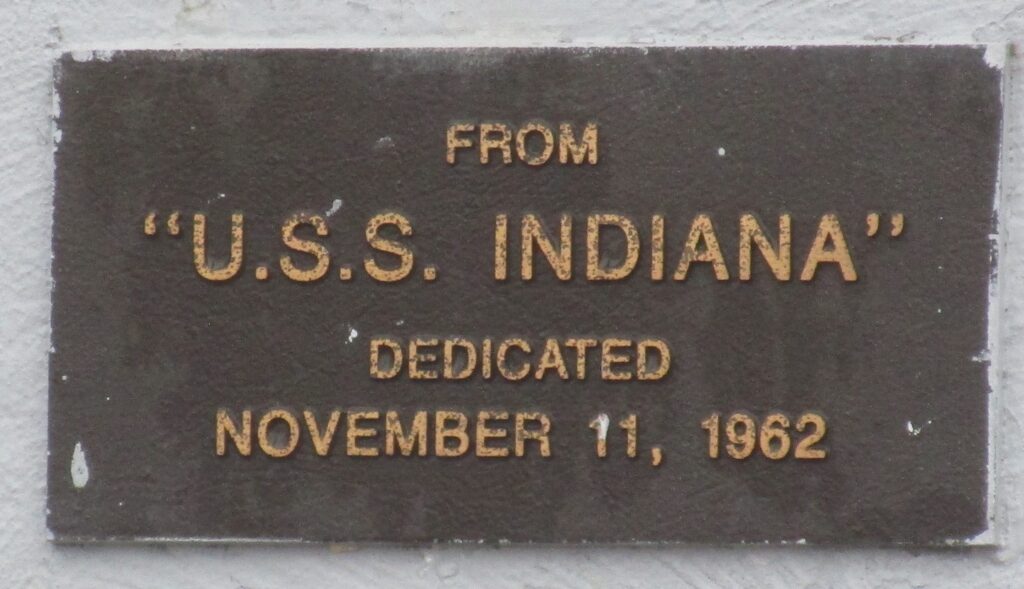 FROM
“U.S.S. INDIANA”
DEDICATED
NOVEMBER 11, 1962